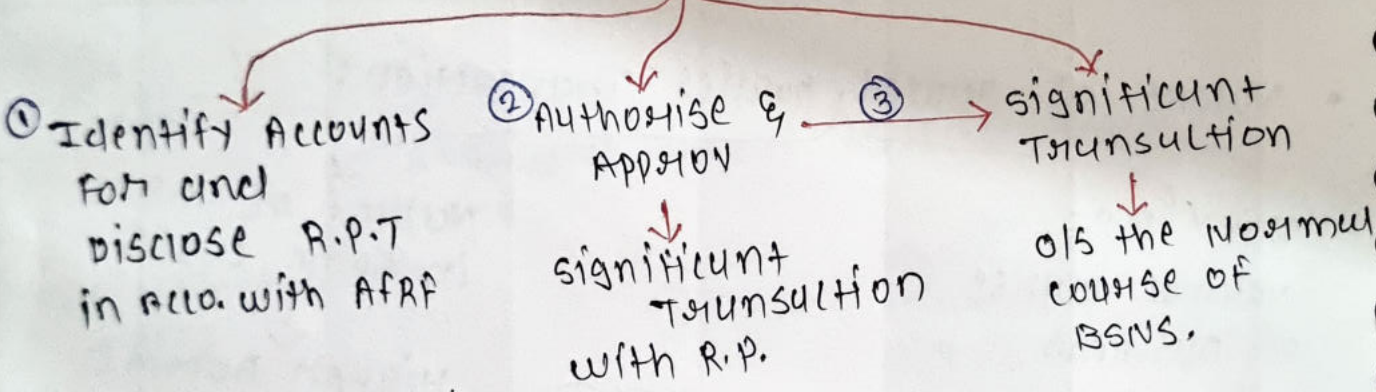 ① Identify Accounts
For and
Disclose R.P.T
in Acco. with AFRF
② Authorise &
Approv
Significant
Transaction
with R.P.
③
Significant
Transaction
O/S the Normal
course of
BSNS.